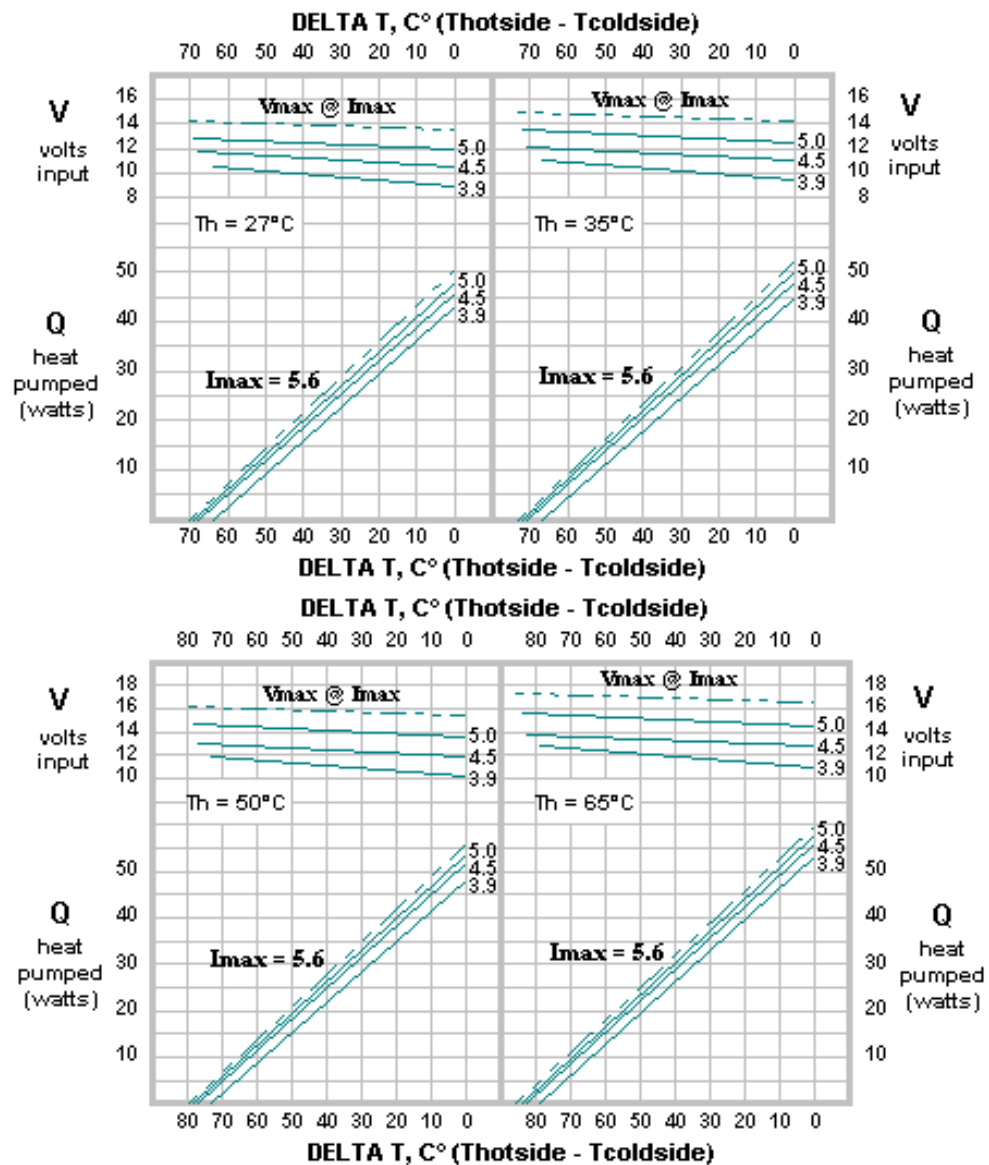 DELTA T, C° (Thotside - Tcoldside)
70 60 50 40 30 20 10 0 70 60 50 40 30 20 10 0
V
volts
input
16
14
12
10
8
Vmax @ Imax
5.0
4.5
3.9
Th = 27°C
Vmax @ Imax
5.0
4.5
3.9
Th = 35°C
16
14
12
10
8
V
volts
input
Q
heat
pumped
(watts)
50
40
30
20
10
5.0
4.5
3.9
Imax = 5.6
5.0
4.5
3.9
Imax = 5.6
50
40
30
20
10
Q
heat
pumped
(watts)
70 60 50 40 30 20 10 0 70 60 50 40 30 20 10 0
DELTA T, C° (Thotside - Tcoldside)
DELTA T, C° (Thotside - Tcoldside)
80 70 60 50 40 30 20 10 0 80 70 60 50 40 30 20 10 0
V
volts
input
18
16
14
12
10
Vmax @ Imax
5.0
4.5
3.9
Th = 50°C
Vmax @ Imax
5.0
4.5
3.9
Th = 65°C
18
16
14
12
10
V
volts
input
Q
heat
pumped
(watts)
50
40
30
20
10
5.0
4.5
3.9
Imax = 5.6
5.0
4.5
3.9
Imax = 5.6
50
40
30
20
10
Q
heat
pumped
(watts)
80 70 60 50 40 30 20 10 0 80 70 60 50 40 30 20 10 0
DELTA T, C° (Thotside - Tcoldside)